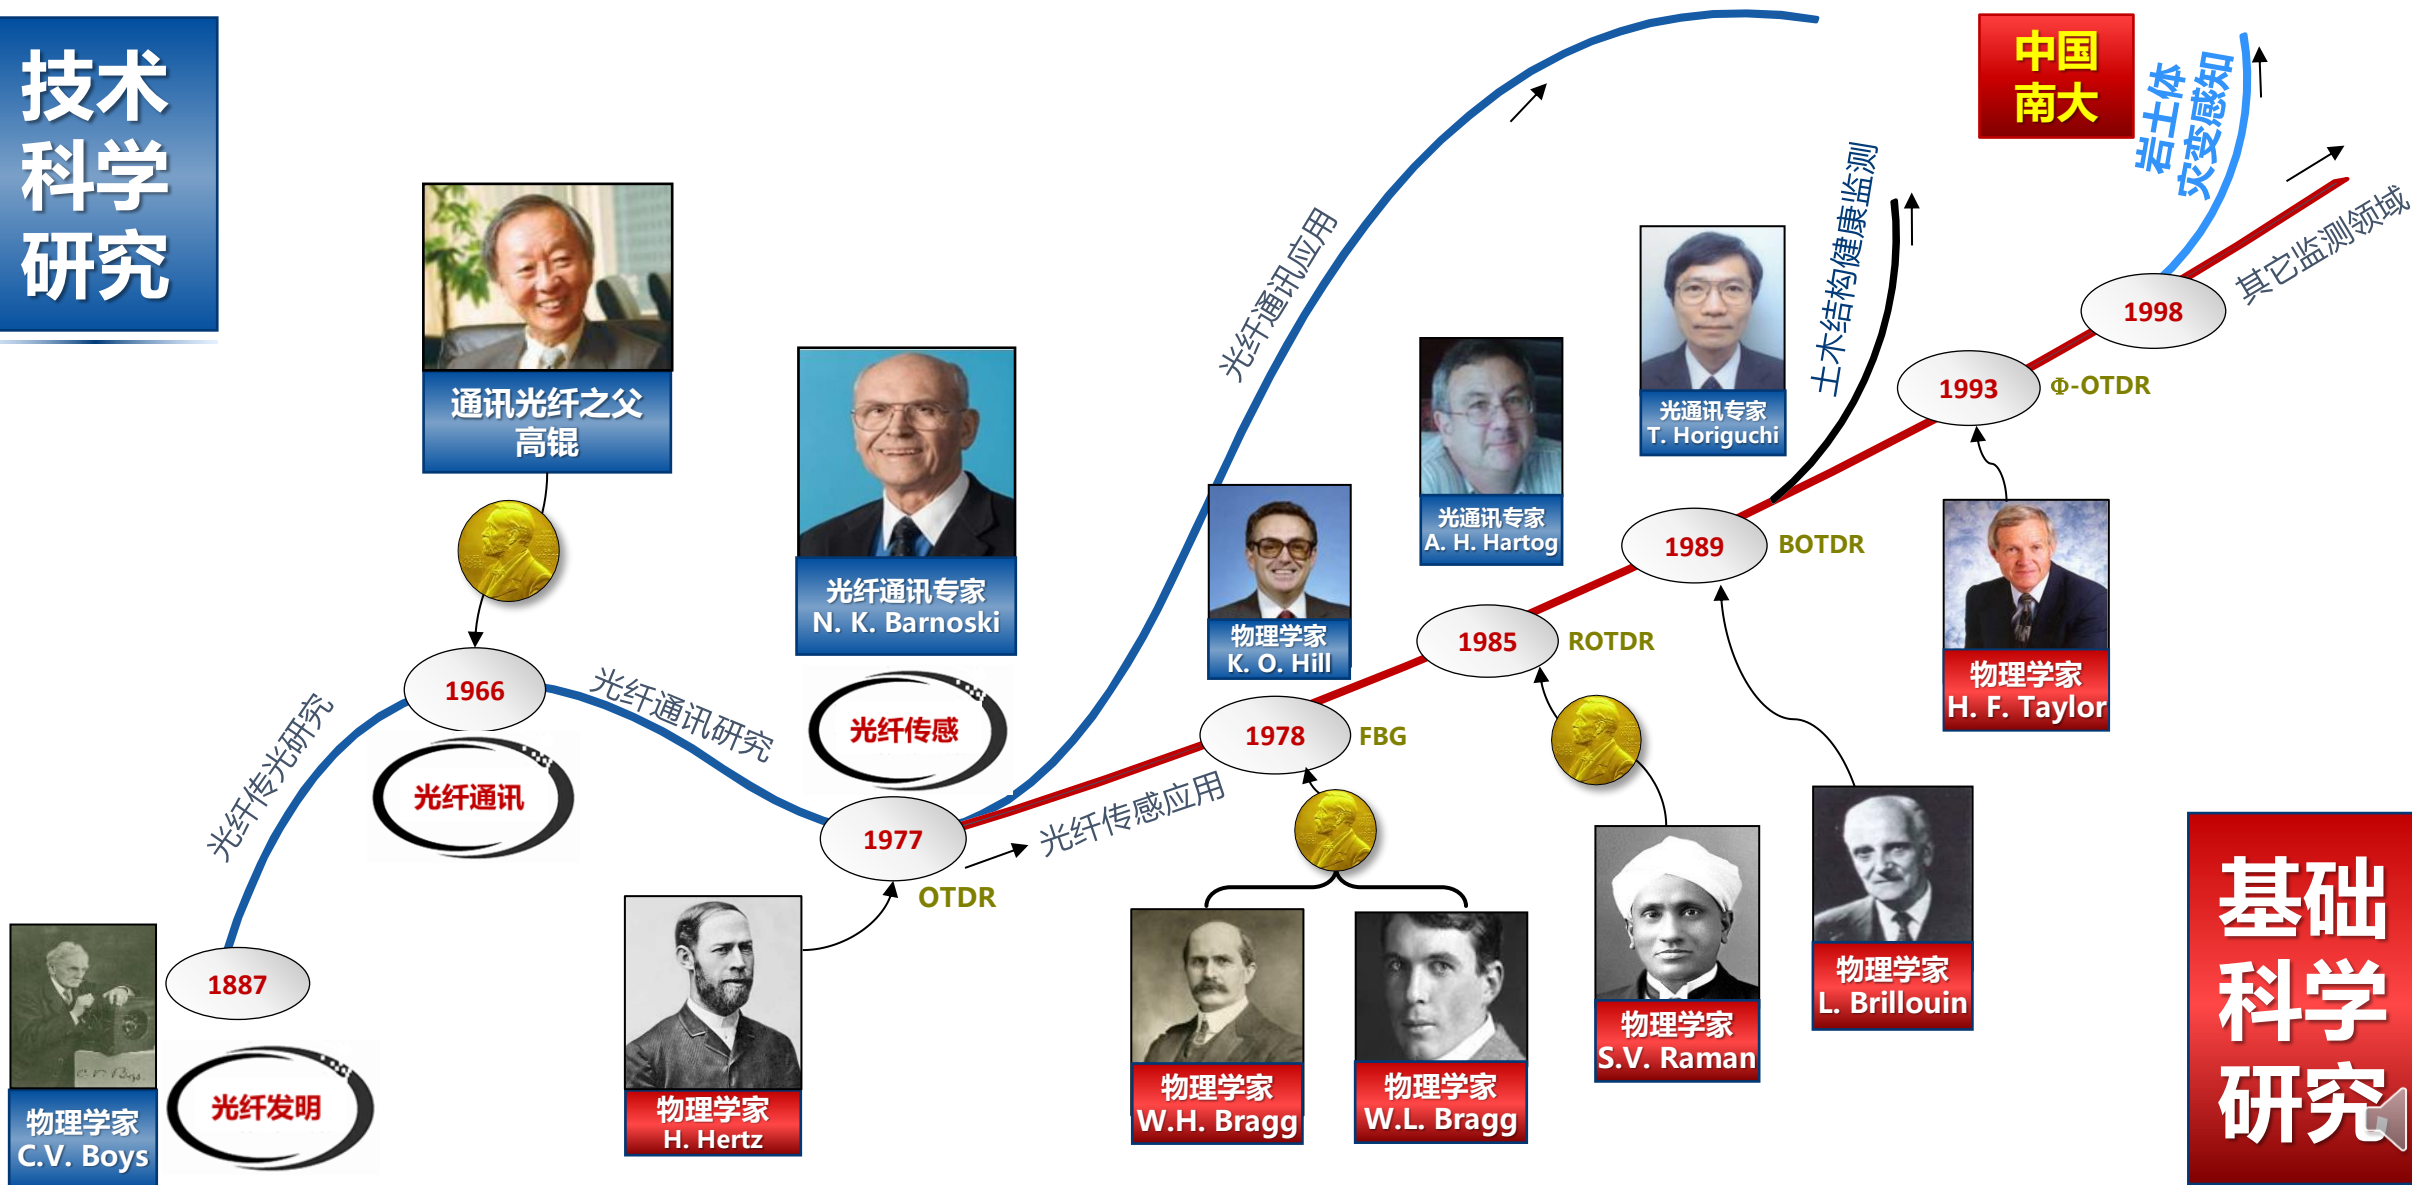 技术
科学
研究
中国
南大
岩土体
灾变感知
其它监测领域
土木结构健康监测
光纤通讯应用
通讯光纤之父
高锟
光纤通讯专家
N. K. Barnoski
物理学家
K. O. Hill
光通讯专家
A. H. Hartog
光通讯专家
T. Horiguchi
1998
1993
Φ-OTDR
1989
BOTDR
1985
ROTDR
1978
FBG
1966
光纤通讯
光纤传光研究
光纤通讯研究
光纤传感
1977
OTDR
光纤传感应用
1887
光纤发明
物理学家
C.V. Boys
C. V. Boys.
物理学家
H. Hertz
物理学家
W.H. Bragg
物理学家
W.L. Bragg
物理学家
S.V. Raman
物理学家
L. Brillouin
物理学家
H. F. Taylor
基础
科学
研究